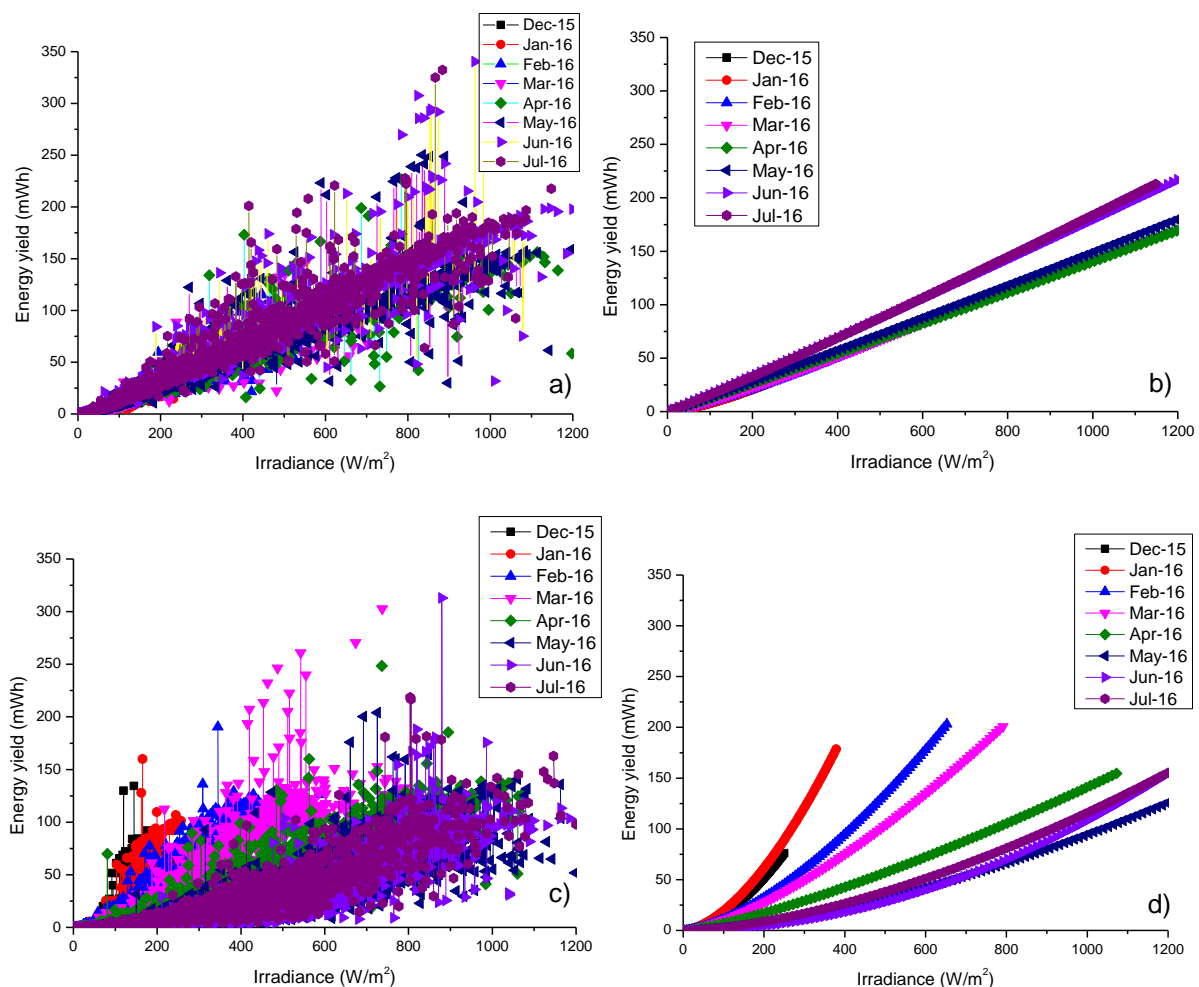 Dec-15
Jan-16
Feb-16
Mar-16
Apr-16
May-16
Jun-16
Jul-16
350
300
250
200
150
100
50
0
Energy yield (mWh)
a)
0 200 400 600 800 1000 1200
Irradiance (W/m²)
Dec-15
Jan-16
Feb-16
Mar-16
Apr-16
May-16
Jun-16
Jul-16
350
300
250
200
150
100
50
0
Energy yield (mWh)
b)
0 200 400 600 800 1000 1200
Irradiance (W/m²)
Dec-15
Jan-16
Feb-16
Mar-16
Apr-16
May-16
Jun-16
Jul-16
350
300
250
200
150
100
50
0
Energy yield (mWh)
c)
0 200 400 600 800 1000 1200
Irradiance (W/m²)
Dec-15
Jan-16
Feb-16
Mar-16
Apr-16
May-16
Jun-16
Jul-16
350
300
250
200
150
100
50
0
Energy yield (mWh)
d)
0 200 400 600 800 1000 1200
Irradiance (W/m²)